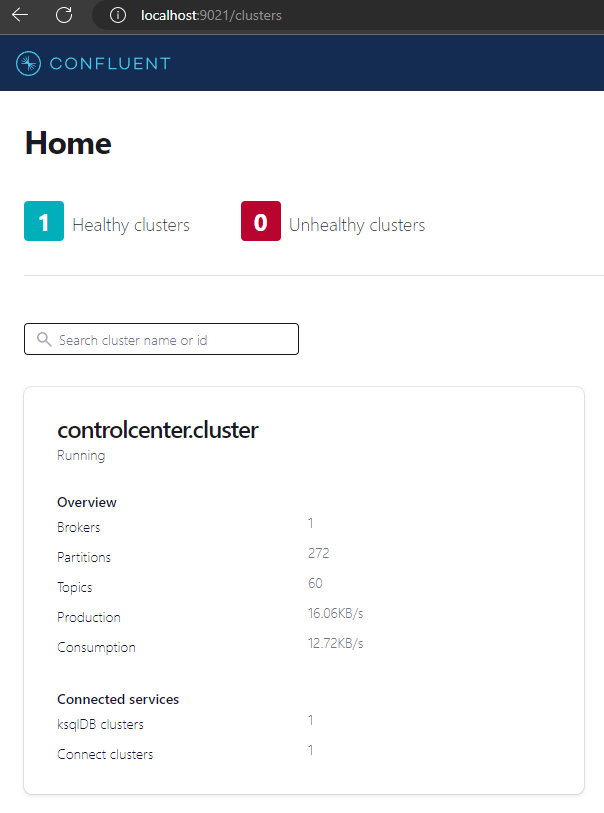 localhost:9021/clusters
CONFLUENT
Home
1 Healthy clusters 0 Unhealthy clusters
Search cluster name or id
controlcenter.cluster
Running
Overview
Brokers 1
Partitions 272
Topics 60
Production 16.06KB/s
Consumption 12.72KB/s
Connected services
ksqlDB clusters 1
Connect clusters 1